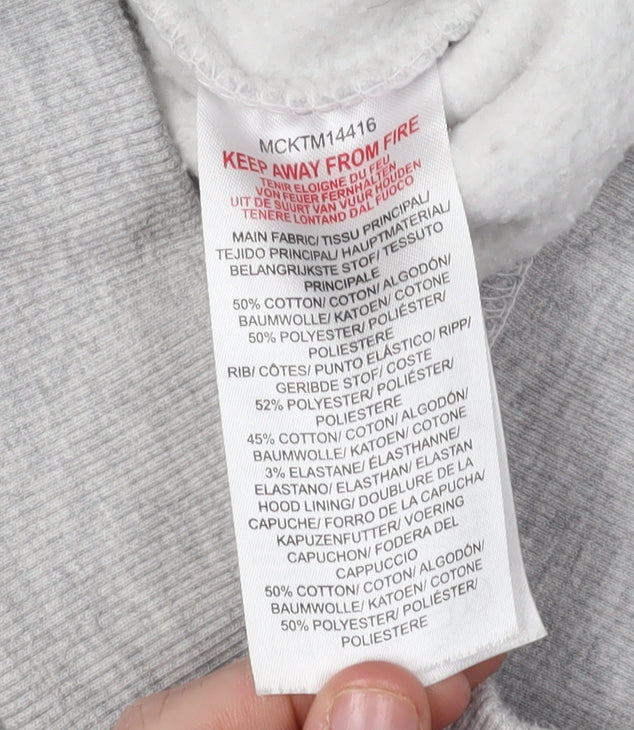 MCKTM14416
KEEP AWAY FROM FIRE
TENIR ELOIGNE DU FEU
VON FEUER FERNHALTEN
UIT DE SUURT VAN VUUR HOUDEN
TENERE LONTAND DAL FUOCO
MAIN FABRIC/ TISSU PRINCIPAL/
TEJIDO PRINCIPAL/ HAUPTMATERIAL/
BELANGRIJKSTE STOF/ TESSUTO
PRINCIPALE
50% COTTON/ COTON/ ALGODÓN/
BAUMWOLLE/ KATOEN/ COTONE
50% POLYESTER/ POLIÉSTER/
POLIESTERE
RIB/ CÔTES/ PUNTO ELÁSTICO/ RIPP/
GERIBDE STOF/ COSTE
52% POLYESTER/ POLIÉSTER/
POLIESTERE
45% COTTON/ COTON/ ALGODÓN/
BAUMWOLLE/ KATOEN/ COTONE
3% ELASTANE/ ÉLASTHANNE/
ELASTANO/ ELASTHAN/ ELASTAN
HOOD LINING/ DOUBLURE DE LA
CAPUCHE/ FORRO DE LA CAPUCHA/
KAPUZENFUTTER/ VOERING
CAPUCHON/ FODERA DEL
CAPPUCCIO
50% COTTON/ COTON/ ALGODÓN/
BAUMWOLLE/ KATOEN/ COTONE
50% POLYESTER/ POLIÉSTER/
POLIESTERE